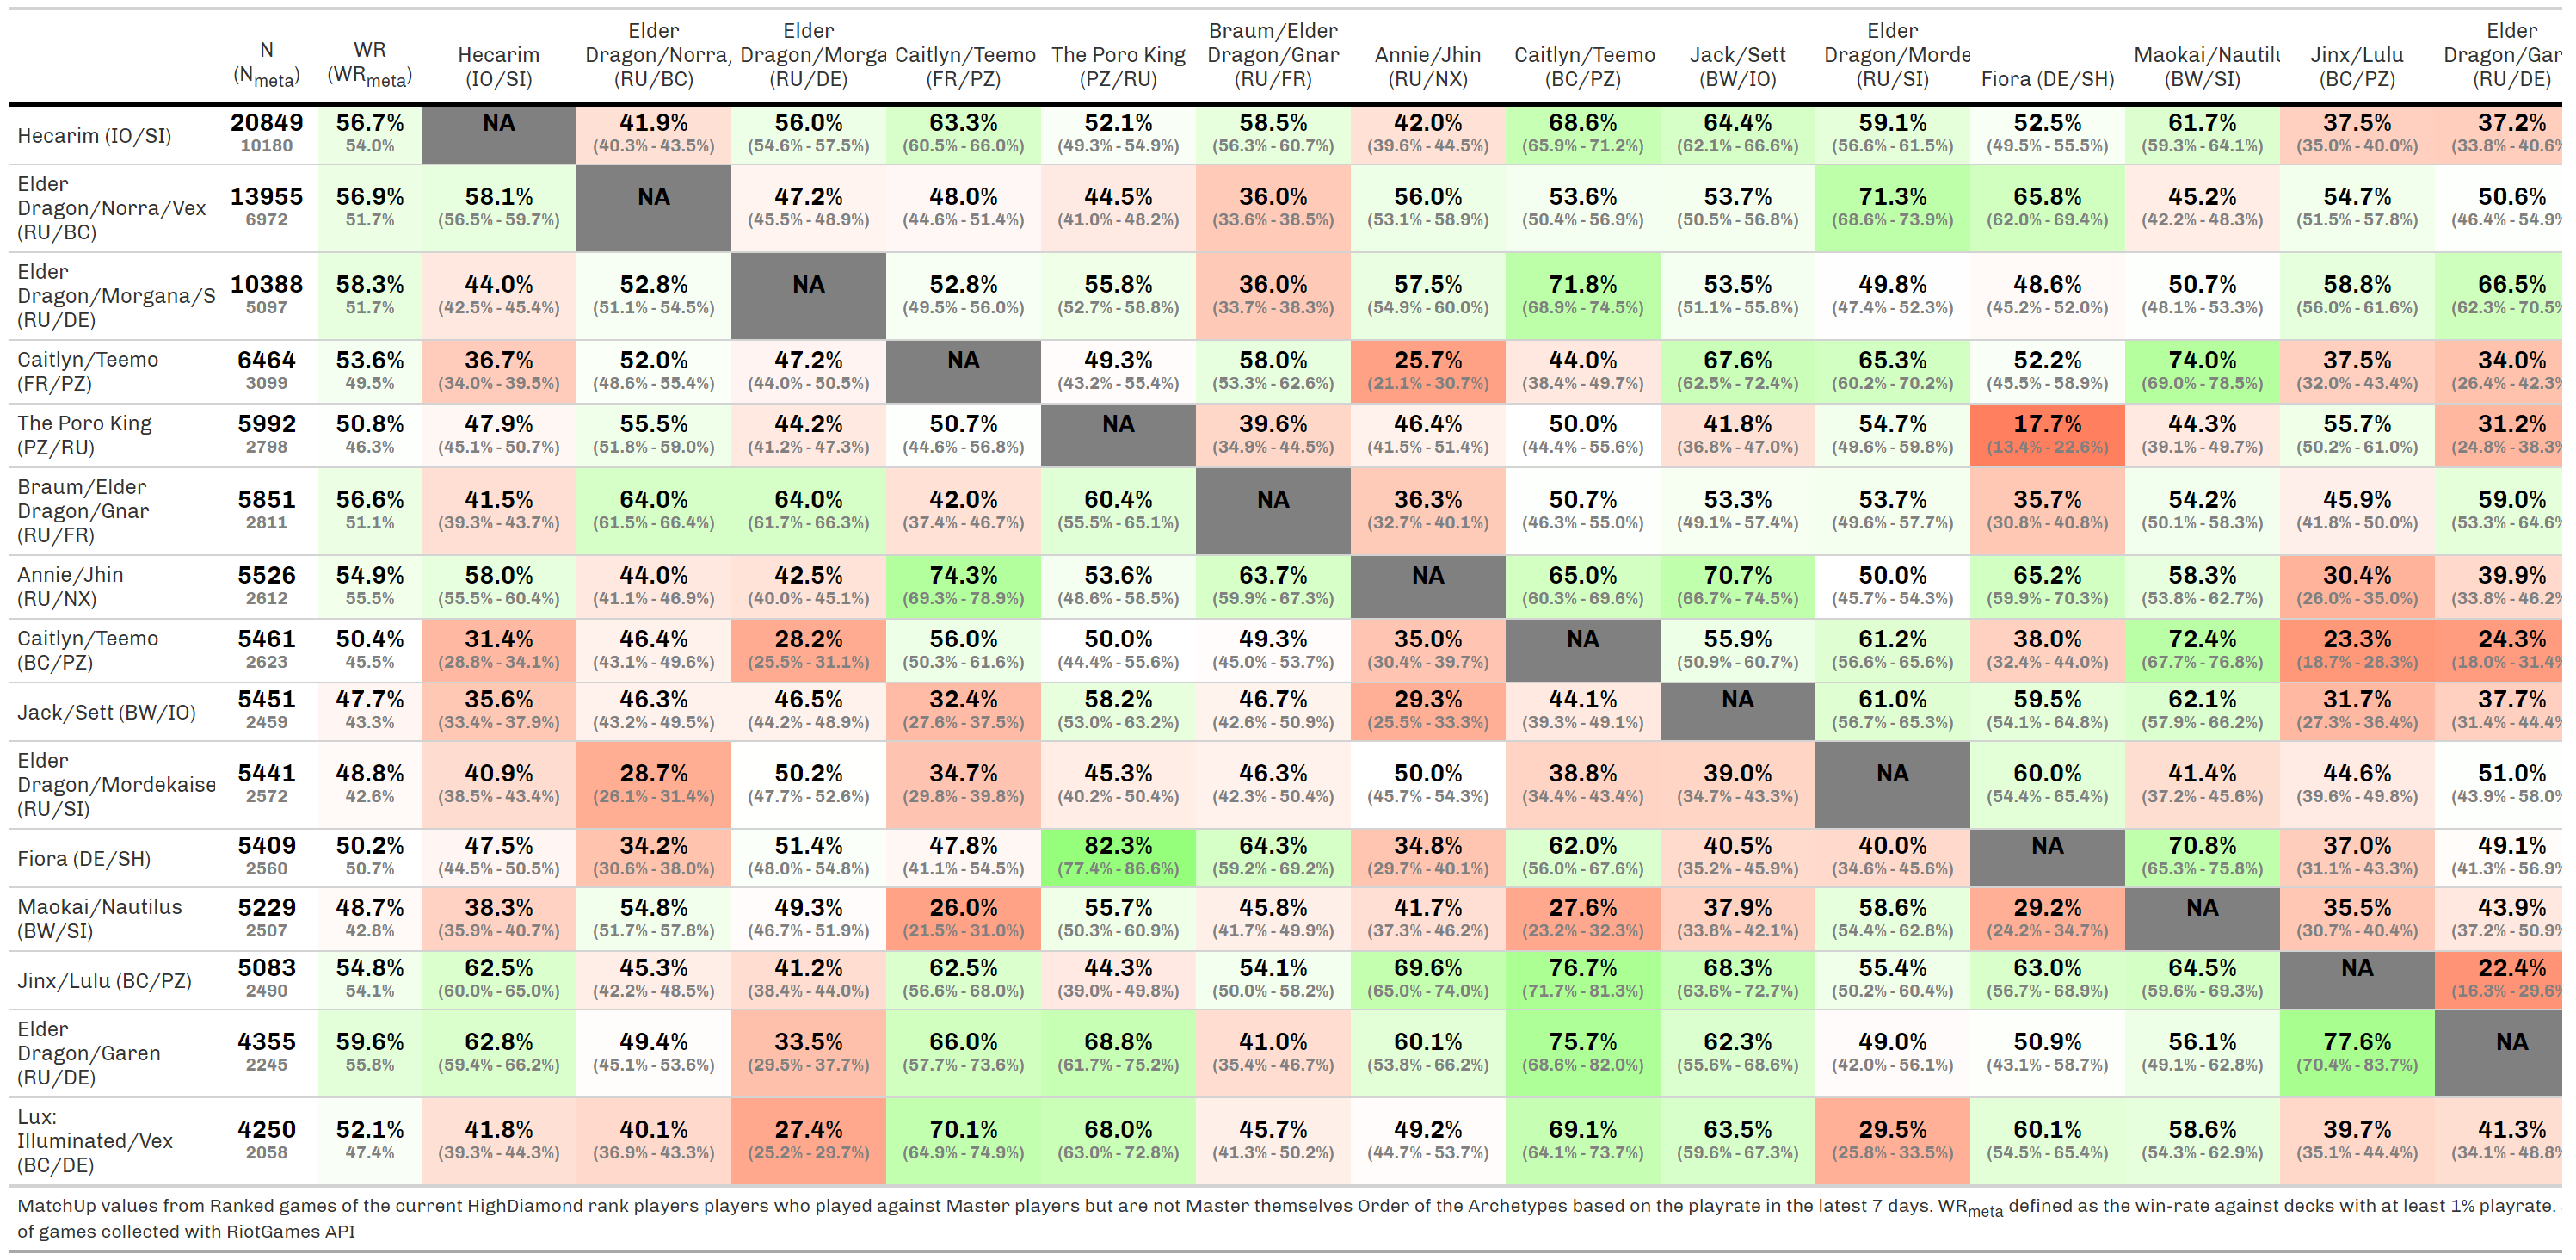 N (Nmeta) WR (WRmeta) Hecarim (IO/SI) Elder Dragon/Norra, (RU/BC) Elder Dragon/Morga (RU/DE) Caitlyn/Teemo (FR/PZ) The Poro King (PZ/RU) Braum/Elder Dragon/Gnar (RU/FR) Annie/Jhin (RU/NX) Caitlyn/Teemo (BC/PZ) Jack/Sett (BW/IO) Elder Dragon/Morde (RU/SI) Fiora (DE/SH) Maokai/Nautilu (BW/SI) Jinx/Lulu (BC/PZ) Elder Dragon/Gar (RU/DE)
Hecarim (IO/SI) 20849 56.7% NA 41.9% 56.0% 63.3% 52.1% 58.5% 42.0% 68.6% 64.4% 59.1% 52.5% 61.7% 37.5% 37.2%
10180 54.0% (40.3% - 43.5%) (54.6% - 57.5%) (60.5% - 66.0%) (49.3% - 54.9%) (56.3% - 60.7%) (39.6% - 44.5%) (65.9% - 71.2%) (62.1% - 66.6%) (56.6% - 61.5%) (49.5% - 55.5%) (59.3% - 64.1%) (35.0% - 40.0%) (33.8% - 40.6%
Elder Dragon/Norra/Vex (RU/BC) 13955 56.9% 58.1% NA 47.2% 48.0% 44.5% 36.0% 56.0% 53.6% 53.7% 71.3% 65.8% 45.2% 54.7% 50.6%
6972 51.7% (56.5% - 59.7%) (45.5% - 48.9%) (44.6% - 51.4%) (41.0% - 48.2%) (33.6% - 38.5%) (53.1% - 58.9%) (50.4% - 56.9%) (50.5% - 56.8%) (68.6% - 73.9%) (62.0% - 69.4%) (42.2% - 48.3%) (51.5% - 57.8%) (46.4% - 54.9%
Elder Dragon/Morgana/S (RU/DE) 10388 58.3% 44.0% 52.8% NA 52.8% 55.8% 36.0% 57.5% 71.8% 53.5% 49.8% 48.6% 50.7% 58.8% 66.5%
5097 51.7% (42.5% - 45.4%) (51.1% - 54.5%) (49.5% - 56.0%) (52.7% - 58.8%) (33.7% - 38.3%) (54.9% - 60.0%) (68.9% - 74.5%) (51.1% - 55.8%) (47.4% - 52.3%) (45.2% - 52.0%) (48.1% - 53.3%) (56.0% - 61.6%) (62.3% - 70.5%
Caitlyn/Teemo (FR/PZ) 6464 53.6% 36.7% 52.0% 47.2% NA 49.3% 58.0% 25.7% 44.0% 67.6% 65.3% 52.2% 74.0% 37.5% 34.0%
3099 49.5% (34.0% - 39.5%) (48.6% - 55.4%) (44.0% - 50.5%) (43.2% - 55.4%) (53.3% - 62.6%) (21.1% - 30.7%) (38.4% - 49.7%) (62.5% - 72.4%) (60.2% - 70.2%) (45.5% - 58.9%) (69.0% - 78.5%) (32.0% - 43.4%) (26.4% - 42.3%
The Poro King (PZ/RU) 5992 50.8% 47.9% 55.5% 44.2% 50.7% NA 39.6% 46.4% 50.0% 41.8% 54.7% 17.7% 44.3% 55.7% 31.2%
2798 46.3% (45.1% - 50.7%) (51.8% - 59.0%) (41.2% - 47.3%) (44.6% - 56.8%) (34.9% - 44.5%) (41.5% - 51.4%) (44.4% - 55.6%) (36.8% - 47.0%) (49.6% - 59.8%) (13.4% - 22.6%) (39.1% - 49.7%) (50.2% - 61.0%) (24.8% - 38.3%
Braum/Elder Dragon/Gnar (RU/FR) 5851 56.6% 41.5% 64.0% 64.0% 42.0% 60.4% NA 36.3% 50.7% 53.3% 53.7% 35.7% 54.2% 45.9% 59.0%
2811 51.1% (39.3% - 43.7%) (61.5% - 66.4%) (61.7% - 66.3%) (37.4% - 46.7%) (55.5% - 65.1%) (32.7% - 40.1%) (46.3% - 55.0%) (49.1% - 57.4%) (49.6% - 57.7%) (30.8% - 40.8%) (50.1% - 58.3%) (41.8% - 50.0%) (53.3% - 64.6%
Annie/Jhin (RU/NX) 5526 54.9% 58.0% 44.0% 42.5% 74.3% 53.6% 63.7% NA 65.0% 70.7% 50.0% 65.2% 58.3% 30.4% 39.9%
2612 55.5% (55.5% - 60.4%) (41.1% - 46.9%) (40.0% - 45.1%) (69.3% - 78.9%) (48.6% - 58.5%) (59.9% - 67.3%) (60.3% - 69.6%) (66.7% - 74.5%) (45.7% - 54.3%) (59.9% - 70.3%) (53.8% - 62.7%) (26.0% - 35.0%) (33.8% - 46.2%
Caitlyn/Teemo (BC/PZ) 5461 50.4% 31.4% 46.4% 28.2% 56.0% 50.0% 49.3% 35.0% NA 55.9% 61.2% 38.0% 72.4% 23.3% 24.3%
2623 45.5% (28.8% - 34.1%) (43.1% - 49.6%) (25.5% - 31.1%) (50.3% - 61.6%) (44.4% - 55.6%) (45.0% - 53.7%) (30.4% - 39.7%) (50.9% - 60.7%) (56.6% - 65.6%) (32.4% - 44.0%) (67.7% - 76.8%) (18.7% - 28.3%) (18.0% - 31.4%
Jack/Sett (BW/IO) 5451 47.7% 35.6% 46.3% 46.5% 32.4% 58.2% 46.7% 29.3% 44.1% NA 61.0% 59.5% 62.1% 31.7% 37.7%
2459 43.3% (33.4% - 37.9%) (43.2% - 49.5%) (44.2% - 48.9%) (27.6% - 37.5%) (53.0% - 63.2%) (42.6% - 50.9%) (25.5% - 33.3%) (39.3% - 49.1%) (56.7% - 65.3%) (54.1% - 64.8%) (57.9% - 66.2%) (27.3% - 36.4%) (31.4% - 44.4%
Elder Dragon/Mordekaise (RU/SI) 5441 48.8% 40.9% 28.7% 50.2% 34.7% 45.3% 46.3% 50.0% 38.8% 39.0% NA 60.0% 41.4% 44.6% 51.0%
2572 42.6% (38.5% - 43.4%) (26.1% - 31.4%) (47.7% - 52.6%) (29.8% - 39.8%) (40.2% - 50.4%) (42.3% - 50.4%) (45.7% - 54.3%) (34.4% - 43.4%) (34.7% - 43.3%) (54.4% - 65.4%) (37.2% - 45.6%) (39.6% - 49.8%) (43.9% - 58.0%
Fiora (DE/SH) 5409 50.2% 47.5% 34.2% 51.4% 47.8% 82.3% 64.3% 34.8% 62.0% 40.5% 40.0% NA 70.8% 37.0% 49.1%
2560 50.7% (44.5% - 50.5%) (30.6% - 38.0%) (48.0% - 54.8%) (41.1% - 54.5%) (77.4% - 86.6%) (59.2% - 69.2%) (29.7% - 40.1%) (56.0% - 67.6%) (35.2% - 45.9%) (34.6% - 45.6%) (65.3% - 75.8%) (31.1% - 43.3%) (41.3% - 56.9%
Maokai/Nautilus (BW/SI) 5229 48.7% 38.3% 54.8% 49.3% 26.0% 55.7% 45.8% 41.7% 27.6% 37.9% 58.6% 29.2% NA 35.5% 43.9%
2507 42.8% (35.9% - 40.7%) (51.7% - 57.8%) (46.7% - 51.9%) (21.5% - 31.0%) (50.3% - 60.9%) (41.7% - 49.9%) (37.3% - 46.2%) (23.2% - 32.3%) (33.8% - 42.1%) (54.4% - 62.8%) (24.2% - 34.7%) (30.7% - 40.4%) (37.2% - 50.9%
Jinx/Lulu (BC/PZ) 5083 54.8% 62.5% 45.3% 41.2% 62.5% 44.3% 54.1% 69.6% 76.7% 68.3% 55.4% 63.0% 64.5% NA 22.4%
2490 54.1% (60.0% - 65.0%) (42.2% - 48.5%) (38.4% - 44.0%) (56.6% - 68.0%) (39.0% - 49.8%) (50.0% - 58.2%) (65.0% - 74.0%) (71.7% - 81.3%) (63.6% - 72.7%) (50.2% - 60.4%) (56.7% - 68.9%) (59.6% - 69.3%) (16.3% - 29.6%
Elder Dragon/Garen (RU/DE) 4355 59.6% 62.8% 49.4% 33.5% 66.0% 68.8% 41.0% 60.1% 75.7% 62.3% 49.0% 50.9% 56.1% 77.6% NA
2245 55.8% (59.4% - 66.2%) (45.1% - 53.6%) (29.5% - 37.7%) (57.7% - 73.6%) (61.7% - 75.2%) (35.4% - 46.7%) (53.8% - 66.2%) (68.6% - 82.0%) (55.6% - 68.6%) (42.0% - 56.1%) (43.1% - 58.7%) (49.1% - 62.8%) (70.4% - 83.7%)
Lux: Illuminated/Vex (BC/DE) 4250 52.1% 41.8% 40.1% 27.4% 70.1% 68.0% 45.7% 49.2% 69.1% 63.5% 29.5% 60.1% 58.6% 39.7% 41.3%
2058 47.4% (39.3% - 44.3%) (36.9% - 43.3%) (25.2% - 29.7%) (64.9% - 74.9%) (63.0% - 72.8%) (41.3% - 50.2%) (44.7% - 53.7%) (64.1% - 73.7%) (59.6% - 67.3%) (25.8% - 33.5%) (54.5% - 65.4%) (54.3% - 62.9%) (35.1% - 44.4%) (34.1% - 48.8%
MatchUp values from Ranked games of the current HighDiamond rank players players who played against Master players but are not Master themselves Order of the Archetypes based on the playrate in the latest 7 days. WRmeta defined as the win-rate against decks with at least 1% playrate.
of games collected with RiotGames API